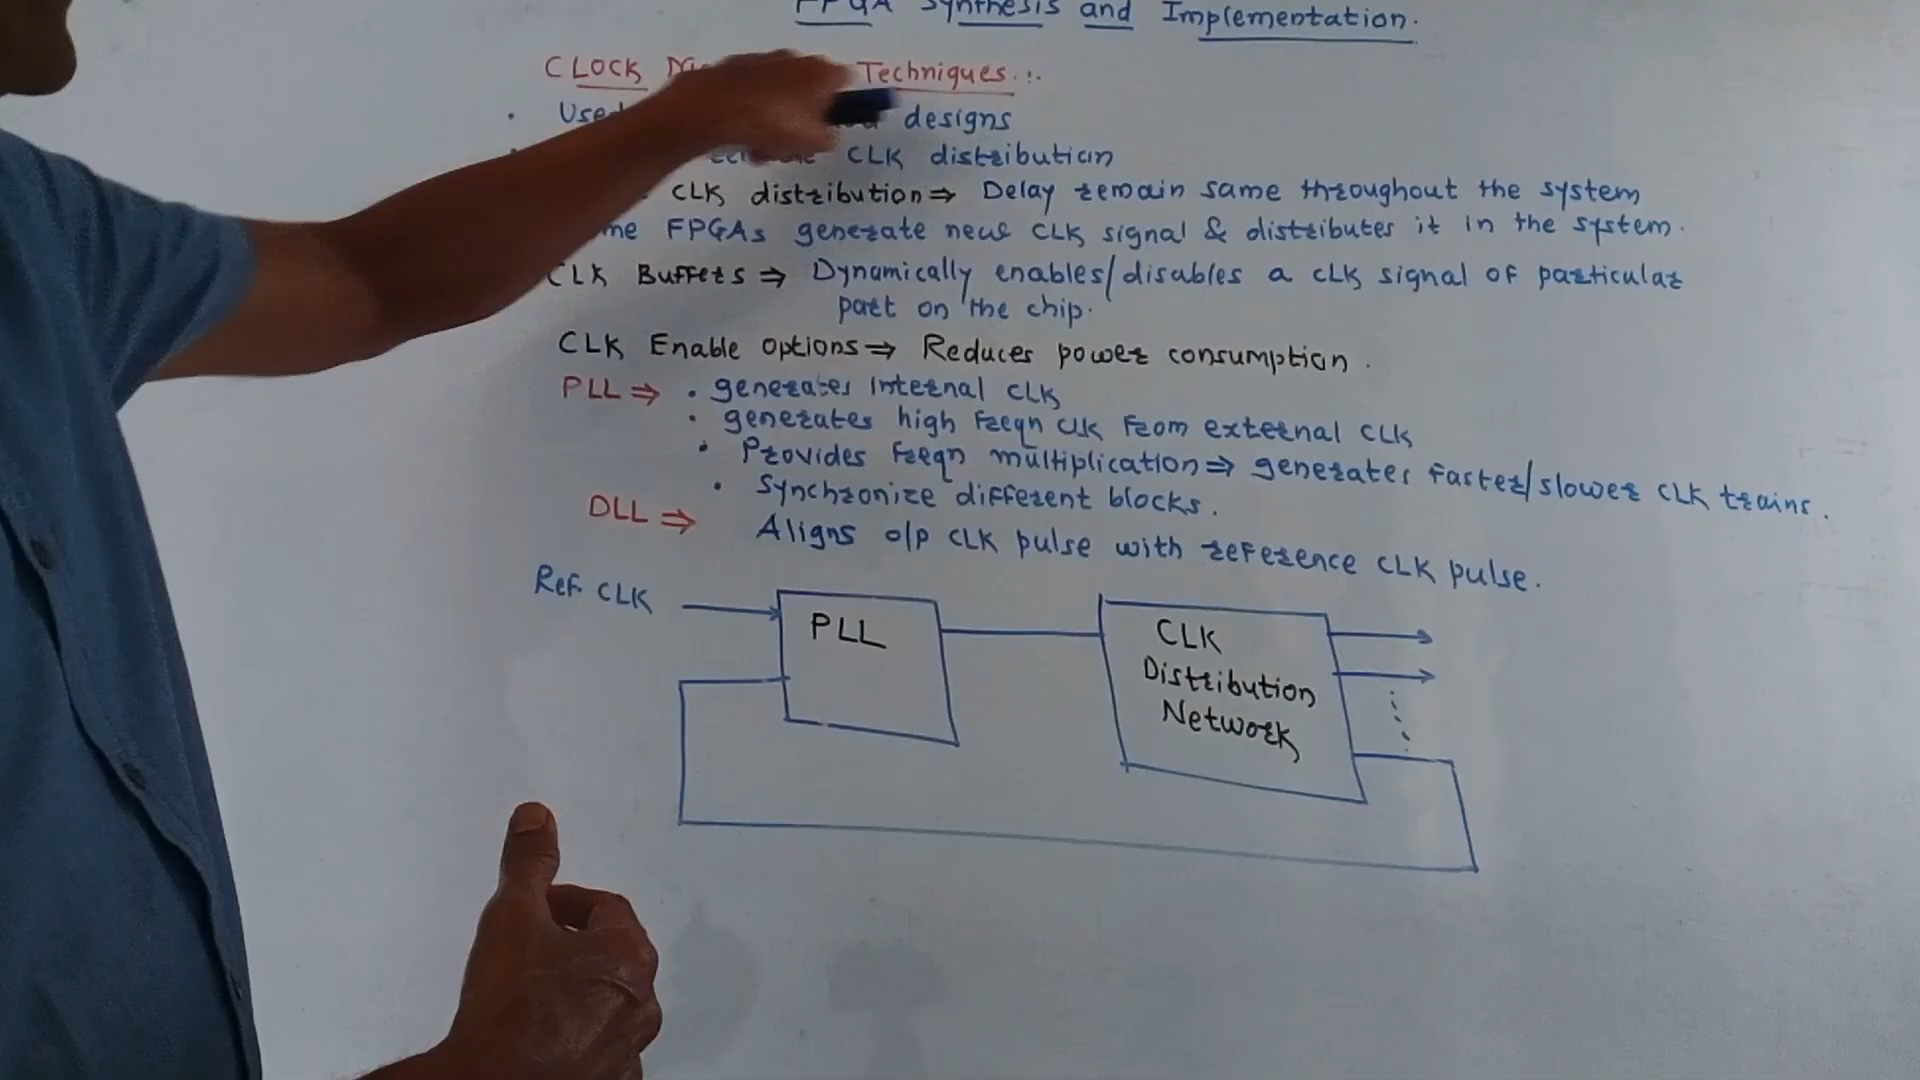 FPGA Synthesis and Implementation.
CLOCK Techniques :.
Used designs
CLK distribution
CLK distribution ⇒ Delay remain same throughout the system
FPGAs generate new CLK signal & distributes it in the system.
CLK Buffers ⇒ Dynamically enables/disables a CLK signal of particular
part on the chip.
CLK Enable options ⇒ Reduces power consumption.
PLL ⇒ • generates internal CLK
• generates high freqn CLK from external CLK
• Provides freqn multiplication ⇒ generates faster/slower CLK trains.
• Synchronize different blocks.
DLL ⇒ Aligns o/p CLK pulse with reference CLK pulse.
Ref. CLK
PLL
CLK
Distribution
Network